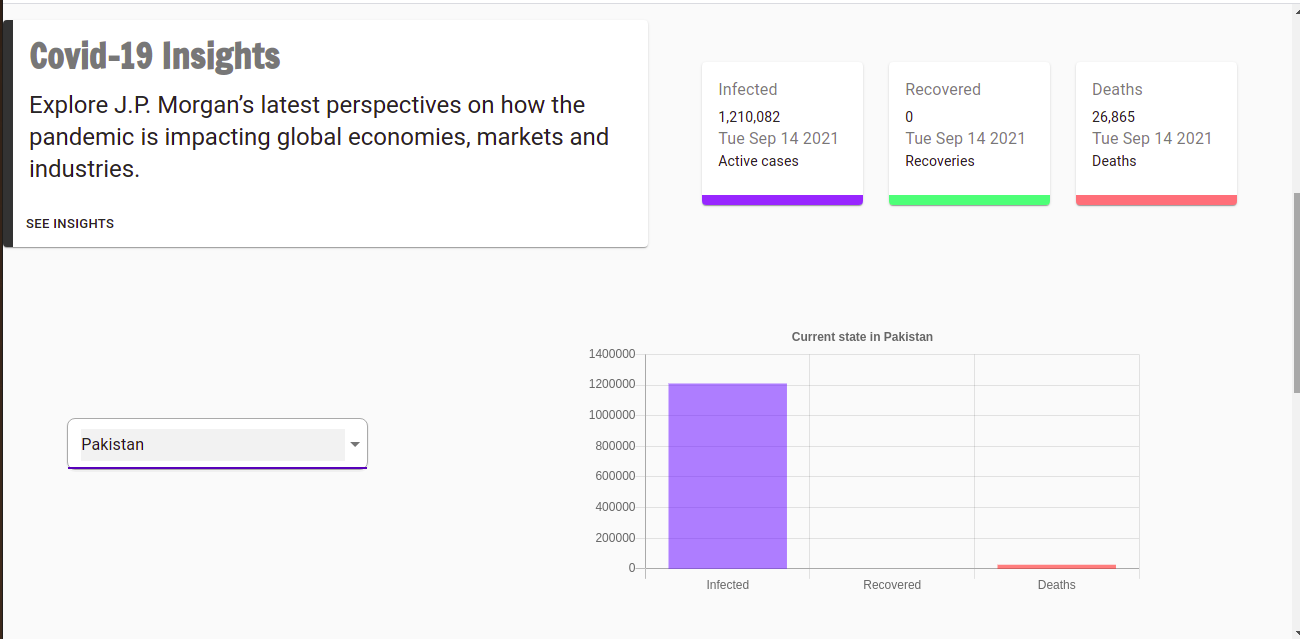 Covid-19 Insights
Explore J.P. Morgan’s latest perspectives on how the
pandemic is impacting global economies, markets and
industries.
SEE INSIGHTS
Infected
1,210,082
Tue Sep 14 2021
Active cases
Recovered
0
Tue Sep 14 2021
Recoveries
Deaths
26,865
Tue Sep 14 2021
Deaths
Pakistan
Current state in Pakistan
1400000
1200000
1000000
800000
600000
400000
200000
0
Infected
Recovered
Deaths